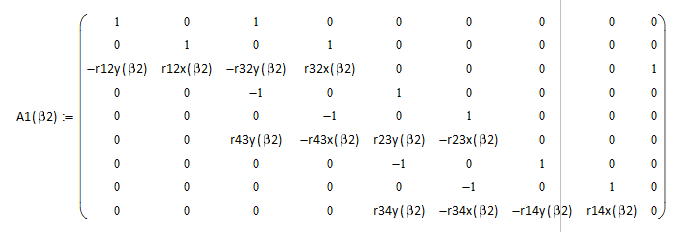 1 0 1 0 0 0 0 0 0
0 1 0 1 0 0 0 0 0
−r12y(β2) r12x(β2) −r32y(β2) r32x(β2) 0 0 0 0 1
0 0 −1 0 1 0 0 0 0
A1(β2) := 0 0 0 −1 0 1 0 0 0
0 0 r43y(β2) −r43x(β2) r23y(β2) −r23x(β2) 0 0 0
0 0 0 0 −1 0 1 0 0
0 0 0 0 0 −1 0 1 0
0 0 0 0 r34y(β2) −r34x(β2) −r14y(β2) r14x(β2) 0